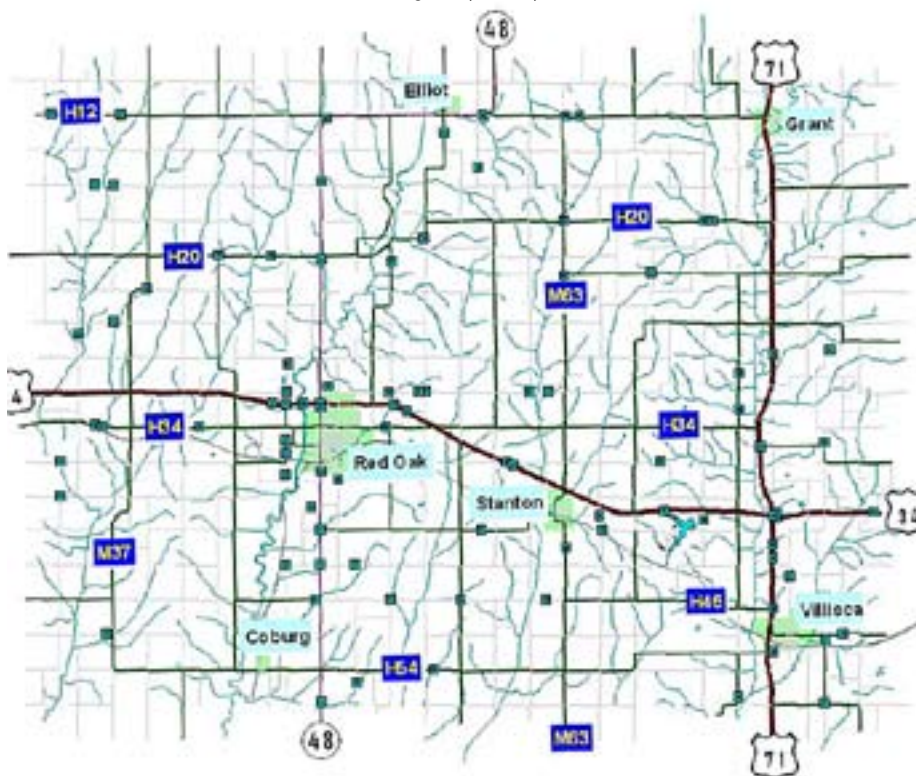 48
71
Elliot
H12
Grant
H20
H20
M63
4
H34
H34
Red Oak
Stanton
M37
H46
Villisca
Coburg
H54
48
M63
71